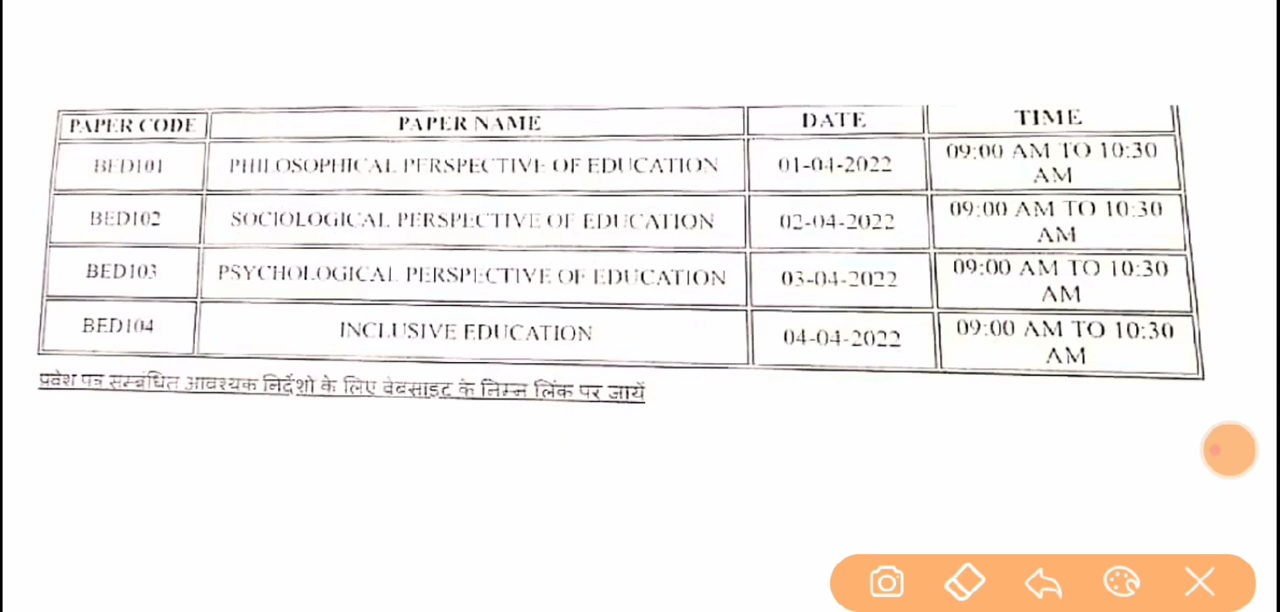 PAPER CODE PAPER NAME DATE TIME
BED101 PHILOSOPHICAL PERSPECTIVE OF EDUCATION 01-04-2022 09:00 AM TO 10:30 AM
BED102 SOCIOLOGICAL PERSPECTIVE OF EDUCATION 02-04-2022 09:00 AM TO 10:30 AM
BED103 PSYCHOLOGICAL PERSPECTIVE OF EDUCATION 03-04-2022 09:00 AM TO 10:30 AM
BED104 INCLUSIVE EDUCATION 04-04-2022 09:00 AM TO 10:30 AM
प्रवेश पत्र सम्बंधित आवश्यक निर्देशो के लिए वेबसाइट के निम्न लिंक पर जायें